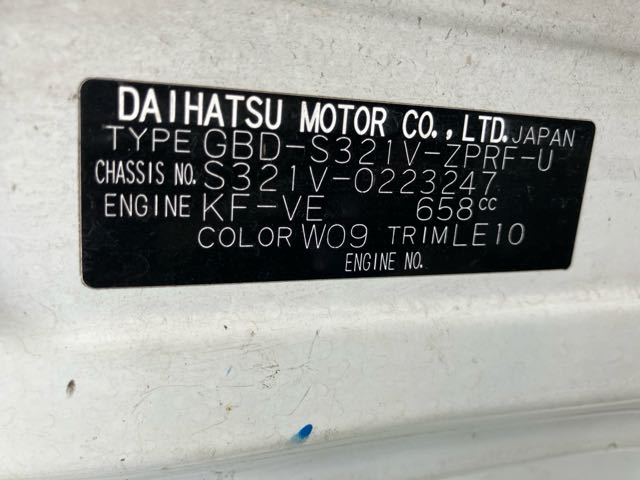 DAIHATSU MOTOR CO., LTD. JAPAN
TYPE GBD-S321V-ZPRF-U
CHASSIS NO. S321V-0223247
ENGINE KF-VE 658cc
COLOR W09 TRIM LE10
ENGINE NO.